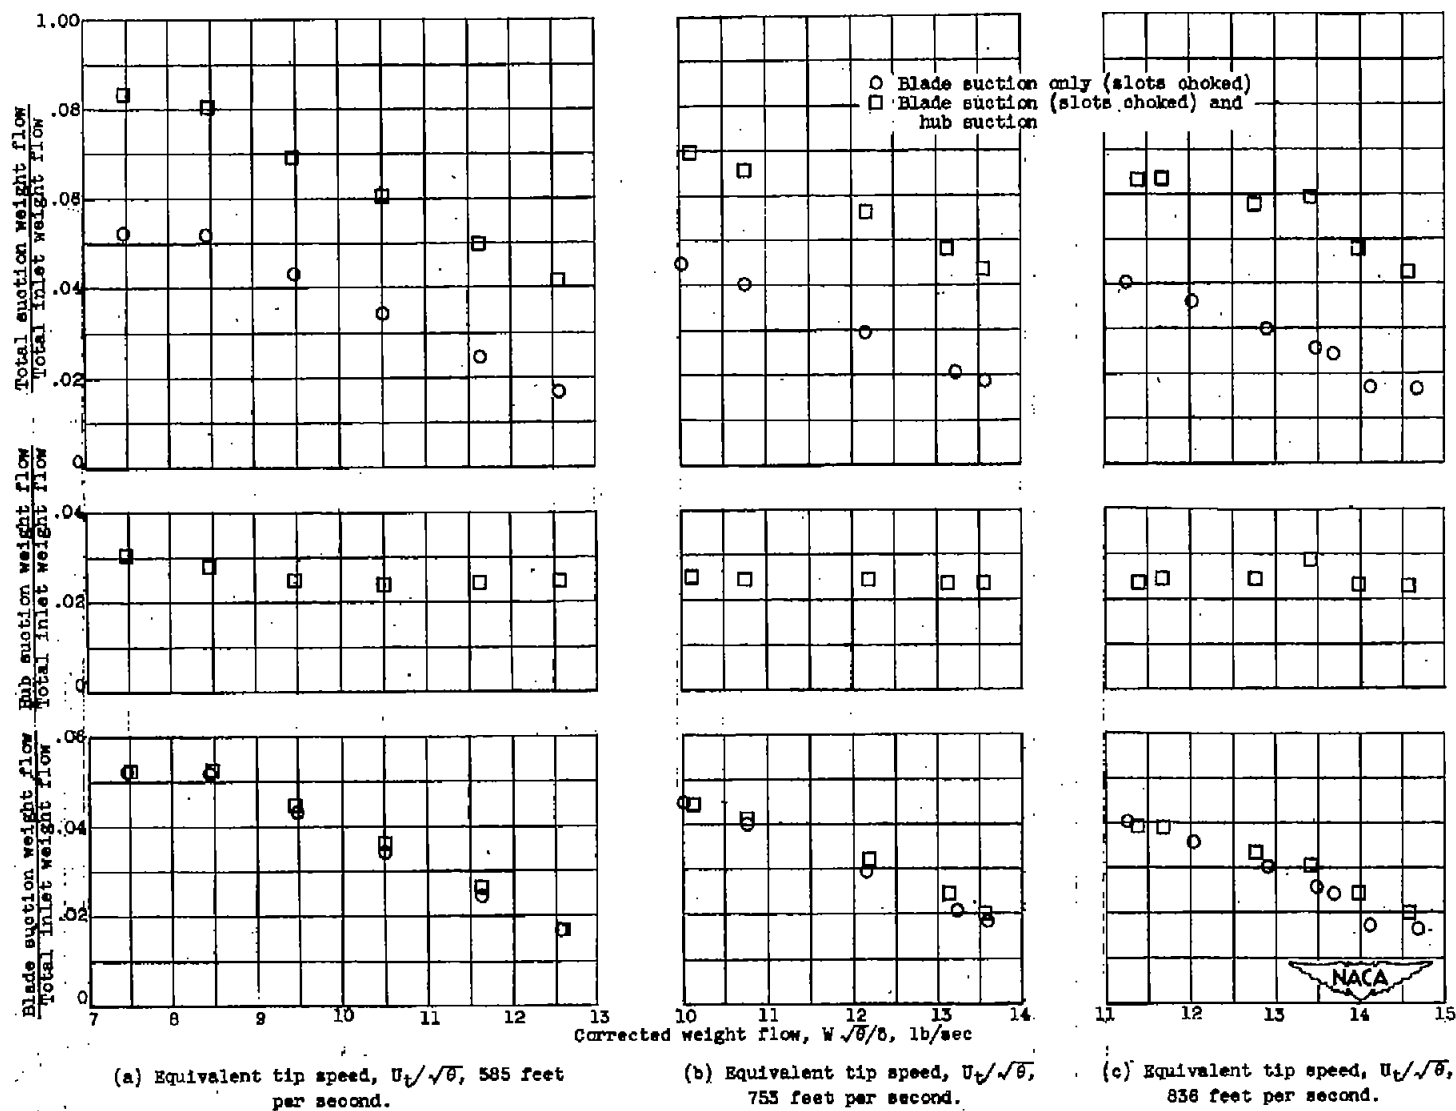 1.00
.08
.06
.04
.02
0
Total suction weight flow
Total inlet weight flow
O Blade suction only (slots choked)
□ Blade suction (slots choked) and
hub suction
.04
.02
0
Hub suction weight flow
Total inlet weight flow
.06
.04
.02
0
Blade suction weight flow
Total inlet weight flow
NACA
7 8 9 10 11 12 13
10 11 12 13 14
11 12 13 14 15
Corrected weight flow, W √θ/δ, lb/sec
(a) Equivalent tip speed, Ut/√θ, 585 feet
per second.
(b) Equivalent tip speed, Ut/√θ,
753 feet per second.
(c) Equivalent tip speed, Ut/√θ,
836 feet per second.